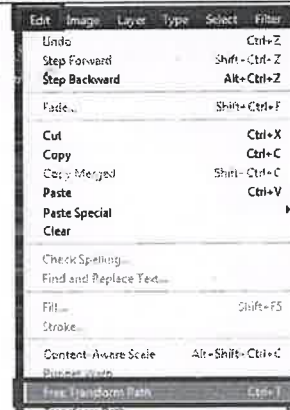 Edit Image Layer Type Select Filter
Undo Ctrl+Z
Step Forward Shift+Ctrl+Z
Step Backward Alt+Ctrl+Z
Fade... Shift+Ctrl+F
Cut Ctrl+X
Copy Ctrl+C
Copy Merged Shift+Ctrl+C
Paste Ctrl+V
Paste Special
Clear
Check Spelling...
Find and Replace Text...
Fill... Shift+F5
Stroke...
Content-Aware Scale Alt+Shift+Ctrl+C
Puppet Warp
Free Transform Path Ctrl+T